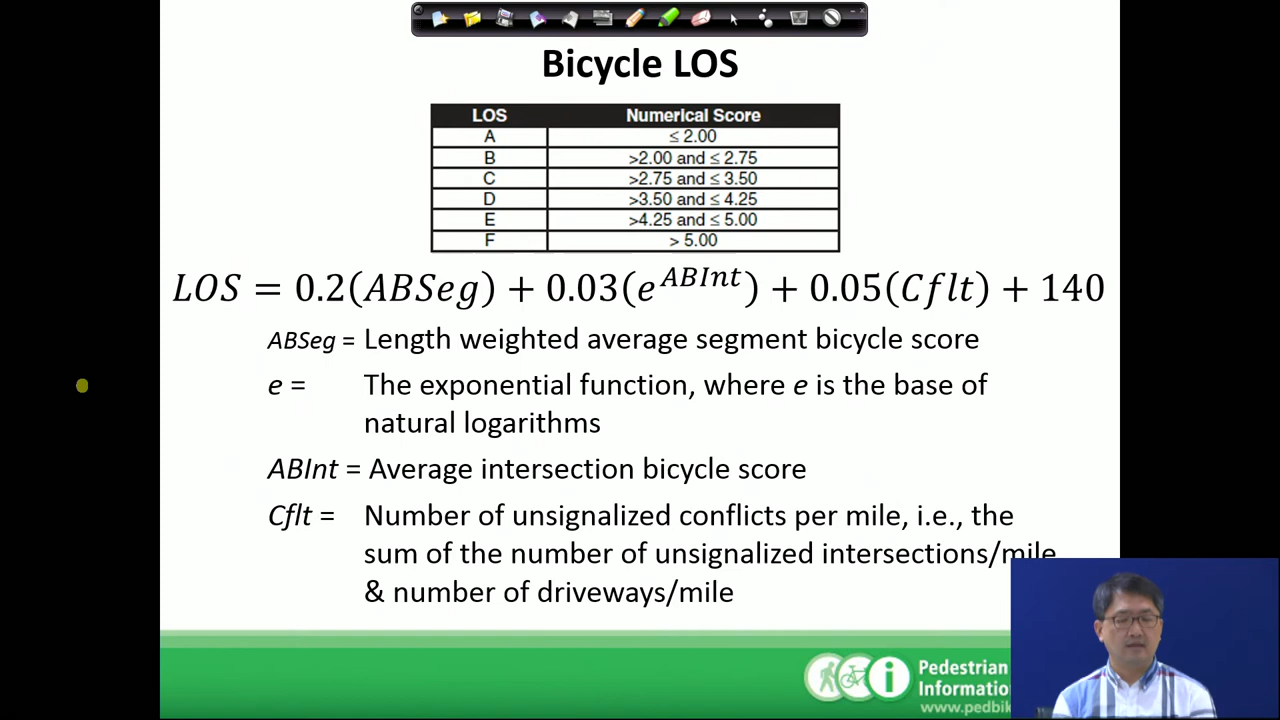 Bicycle LOS
LOS Numerical Score
A ≤ 2.00
B >2.00 and ≤ 2.75
C >2.75 and ≤ 3.50
D >3.50 and ≤ 4.25
E >4.25 and ≤ 5.00
F > 5.00
LOS = 0.2(ABSeg) + 0.03(e^ABInt) + 0.05(Cflt) + 140
ABSeg = Length weighted average segment bicycle score
e = The exponential function, where e is the base of
natural logarithms
ABInt = Average intersection bicycle score
Cflt = Number of unsignalized conflicts per mile, i.e., the
sum of the number of unsignalized intersections/mile
& number of driveways/mile
i
Pedestrian
Informatio
www.pedbik